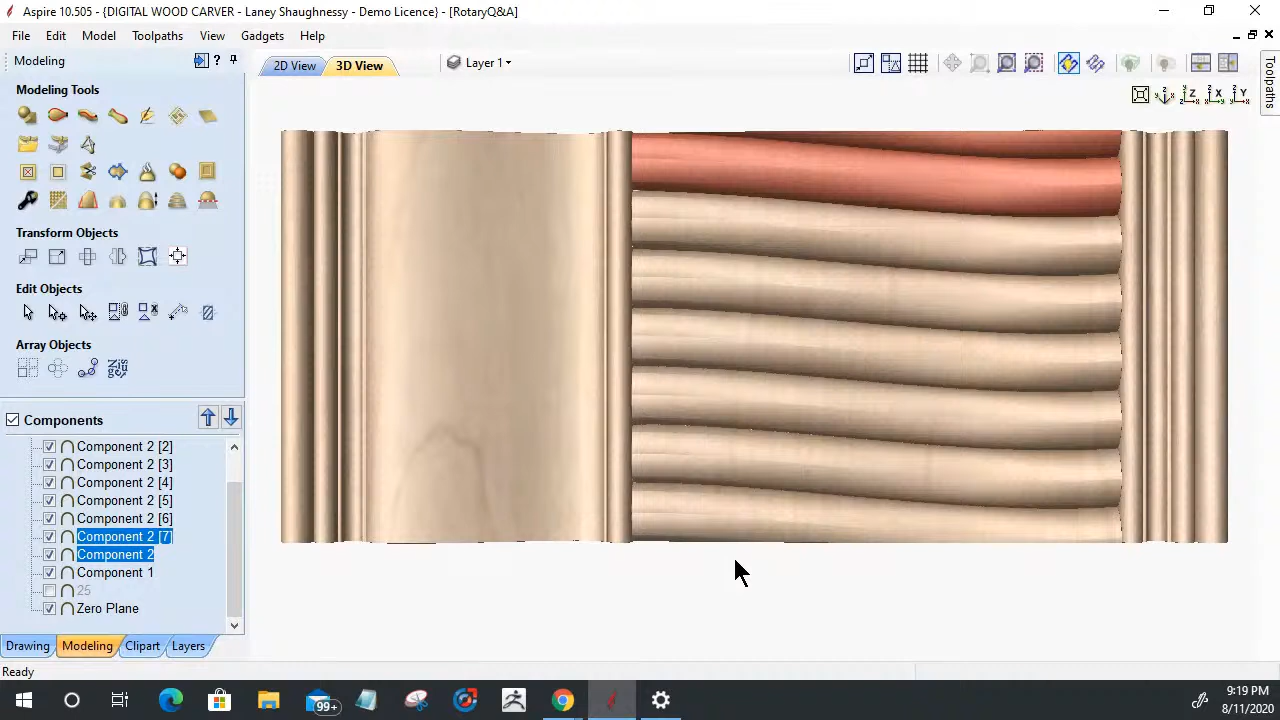 Aspire 10.505 - {DIGITAL WOOD CARVER - Laney Shaughnessy - Demo Licence} - [RotaryQ&A]
File Edit Model Toolpaths View Gadgets Help
Modeling
2D View 3D View Layer 1
Toolpaths
Modeling Tools
Transform Objects
Edit Objects
Array Objects
Components
Component 2 [2]
Component 2 [3]
Component 2 [4]
Component 2 [5]
Component 2 [6]
Component 2 [7]
Component 2
Component 1
25
Zero Plane
Drawing Modeling Clipart Layers
Ready
99+
9:19 PM
8/11/2020